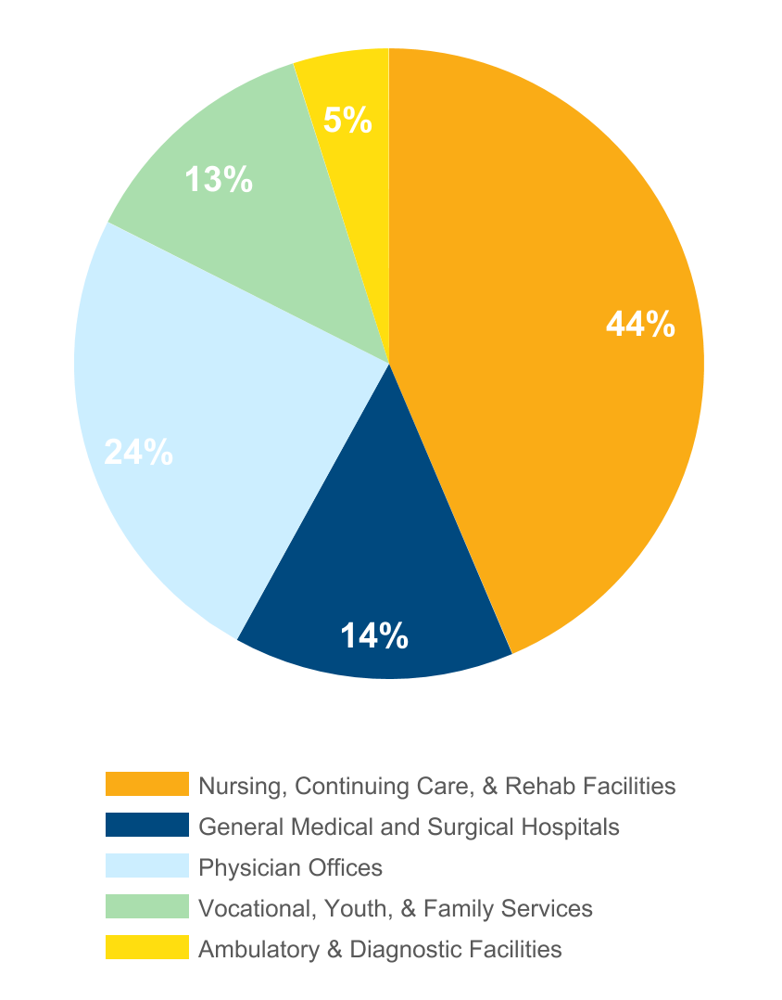 5%
13%
44%
24%
14%
Nursing, Continuing Care, & Rehab Facilities
General Medical and Surgical Hospitals
Physician Offices
Vocational, Youth, & Family Services
Ambulatory & Diagnostic Facilities